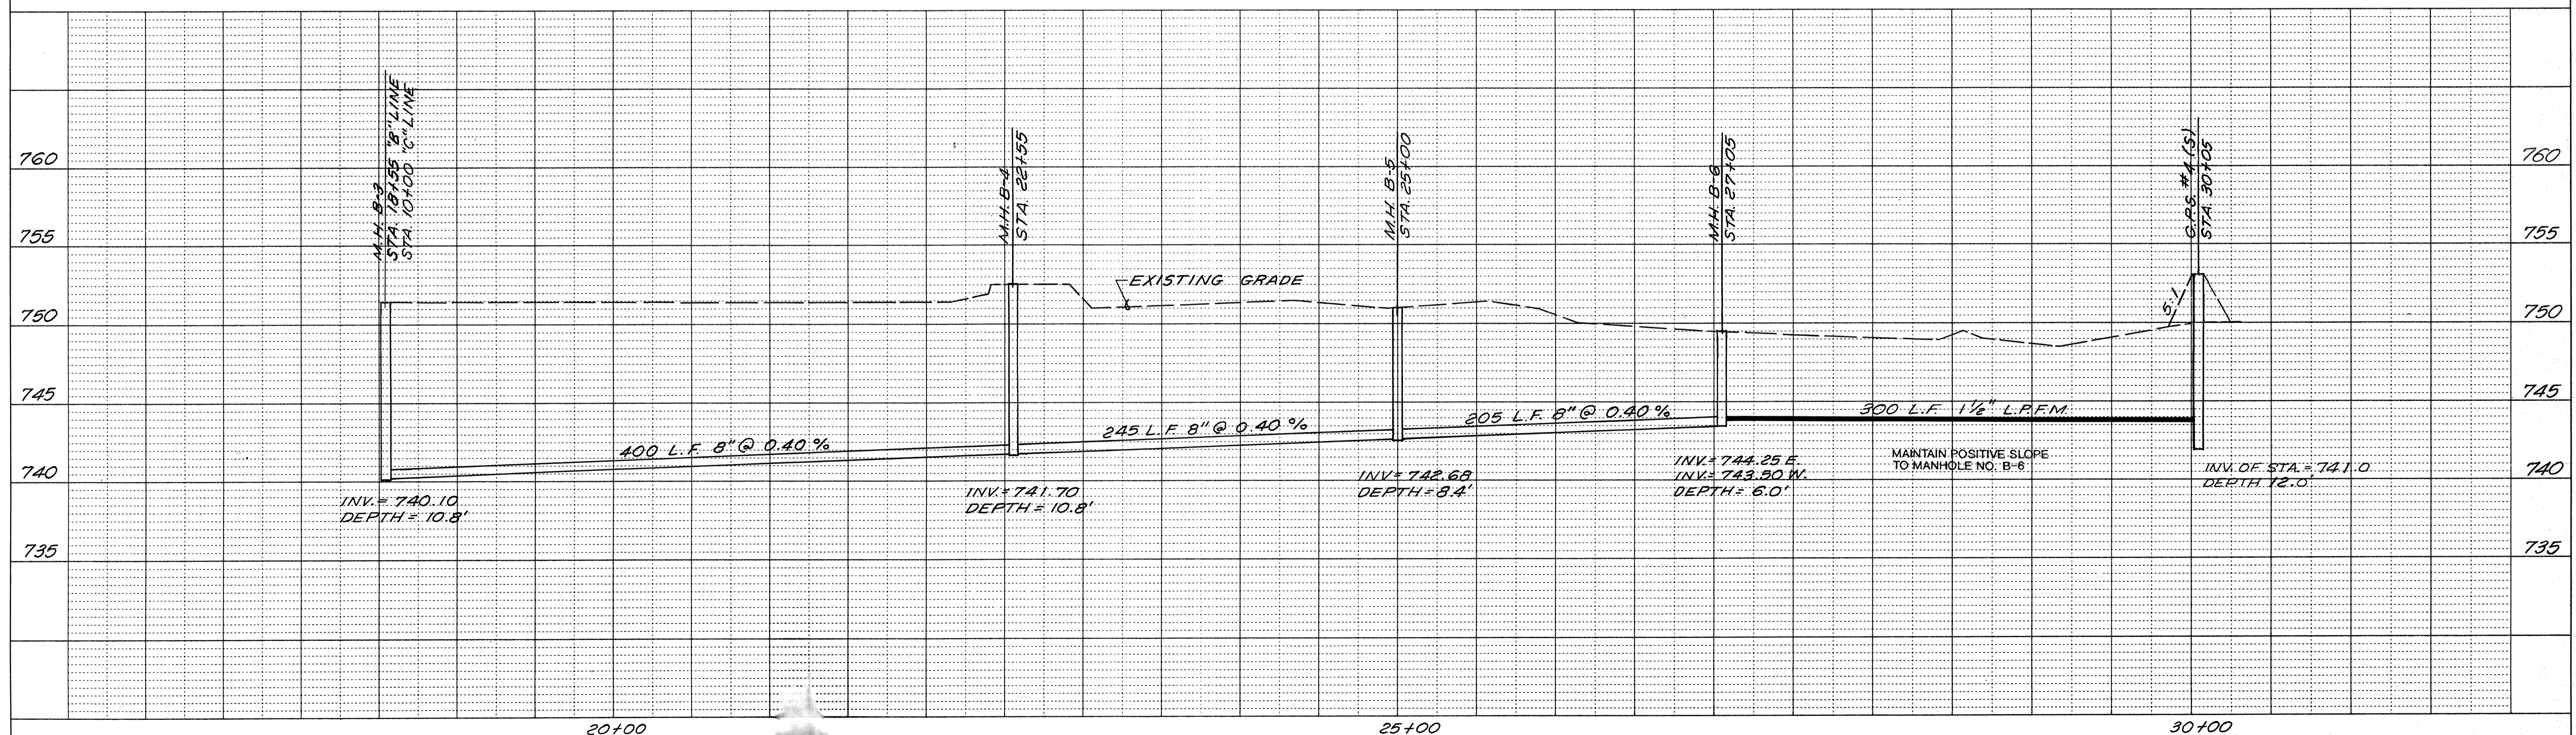 M.H. B-3
STA. 18+55 "B" LINE
STA. 10+00 "C" LINE
M.H. B-4
STA. 22+55
M.H. B-5
STA. 25+00
M.H. B-6
STA. 27+05
G.P.S. #4 (S)
STA. 30+05
760
760
755
755
EXISTING GRADE
750
5:1
750
745
745
400 L.F. 8" @ 0.40 %
245 L.F. 8" @ 0.40 %
205 L.F. 8" @ 0.40 %
300 L.F. 1 1/2" L.P.F.M.
740
740
INV. = 740.10
DEPTH = 10.8'
INV. = 741.70
DEPTH = 10.8'
INV = 742.68
DEPTH = 8.4'
INV. = 744.25 E.
INV. = 743.50 W.
DEPTH = 6.0'
MAINTAIN POSITIVE SLOPE
TO MANHOLE NO. B-6
INV. OF STA. = 741.0
DEPTH 12.0'
735
735
20+00
25+00
30+00